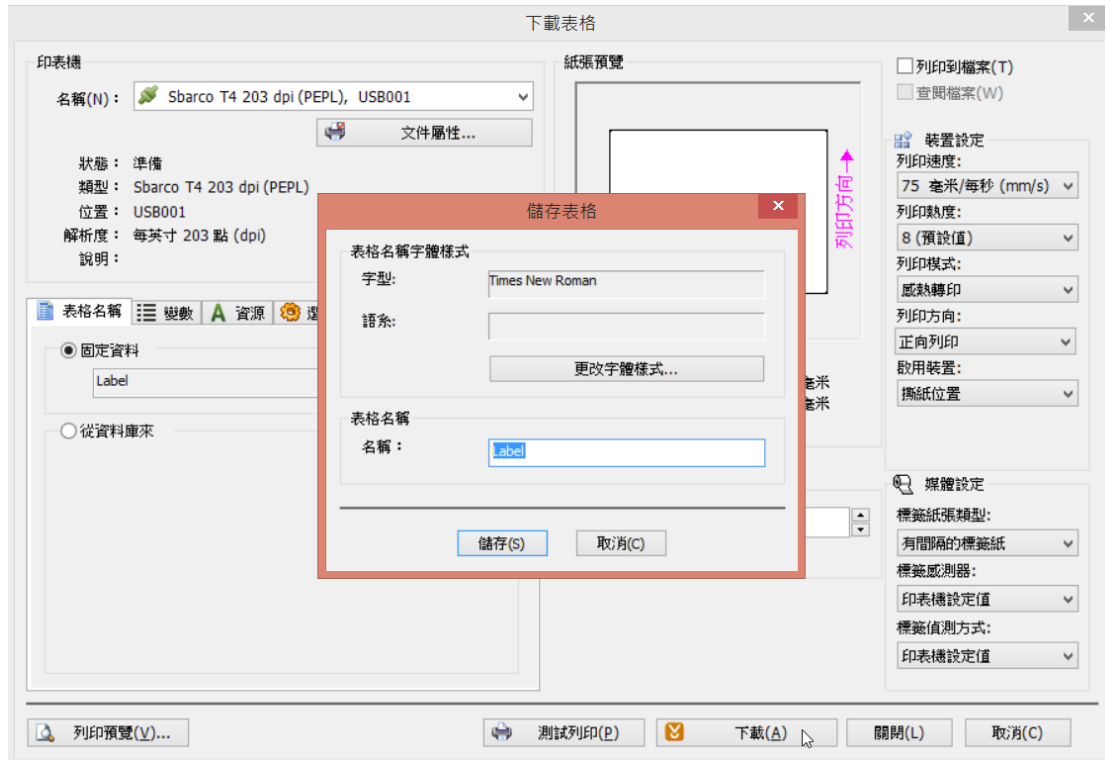 下載表格
印表機
名稱(N)： Sbarco T4 203 dpi (PEPL), USB001
文件屬性...
狀態： 準備
類型： Sbarco T4 203 dpi (PEPL)
位置： USB001
解析度： 每英寸 203 點 (dpi)
說明：
紙張預覽
列印方向
毫米
毫米
列印到檔案(T)
查閱檔案(W)
裝置設定
列印速度:
75 毫米/每秒 (mm/s)
列印熱度:
8 (預設值)
列印模式:
感熱轉印
列印方向:
正向列印
啟用裝置:
撕紙位置
媒體設定
標籤紙張類型:
有間隔的標籤紙
標籤感測器:
印表機設定值
標籤偵測方式:
印表機設定值
表格名稱 變數 資源
固定資料
Label
從資料庫來
儲存表格
表格名稱字體樣式
字型: Times New Roman
語系:
更改字體樣式...
表格名稱
名稱： Label
儲存(S) 取消(C)
列印預覽(V)... 測試列印(P) 下載(A) 關閉(L) 取消(C)